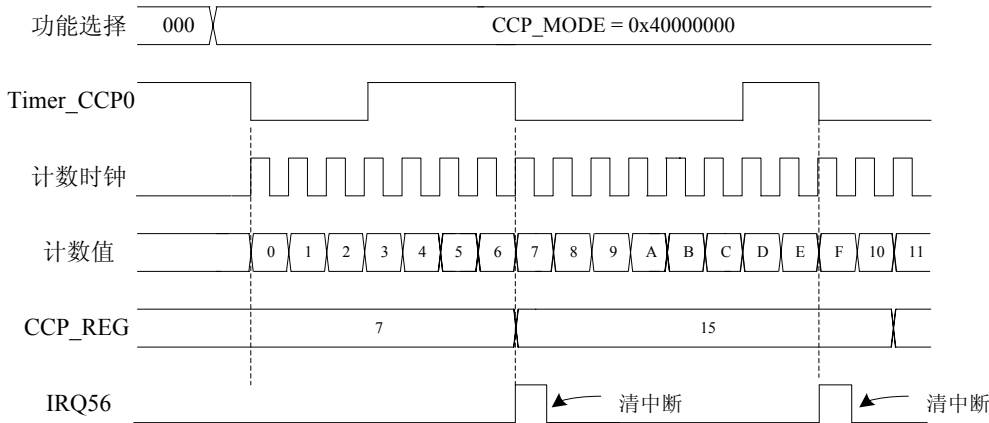 功能选择 000 CCP_MODE = 0x40000000
Timer_CCP0
计数时钟
计数值 0 1 2 3 4 5 6 7 8 9 A B C D E F 10 11
CCP_REG 7 15
IRQ56 清中断 清中断